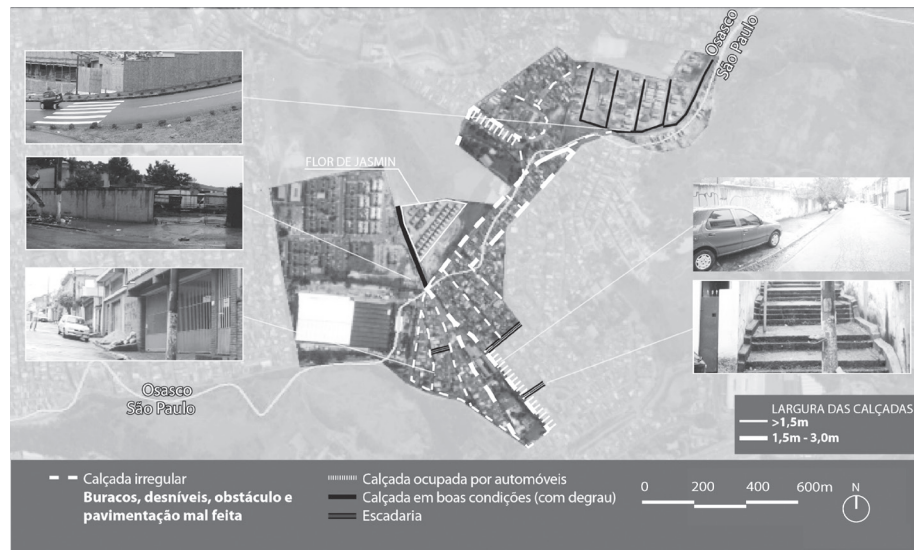 Osasco
São Paulo
FLOR DE JASMIN
Osasco
São Paulo
LARGURA DAS CALÇADAS
>1,5m
1,5m - 3,0m
Calçada irregular
Buracos, desníveis, obstáculo e
pavimentação mal feita
Calçada ocupada por automóveis
Calçada em boas condições (com degrau)
Escadaria
0 200 400 600m
N